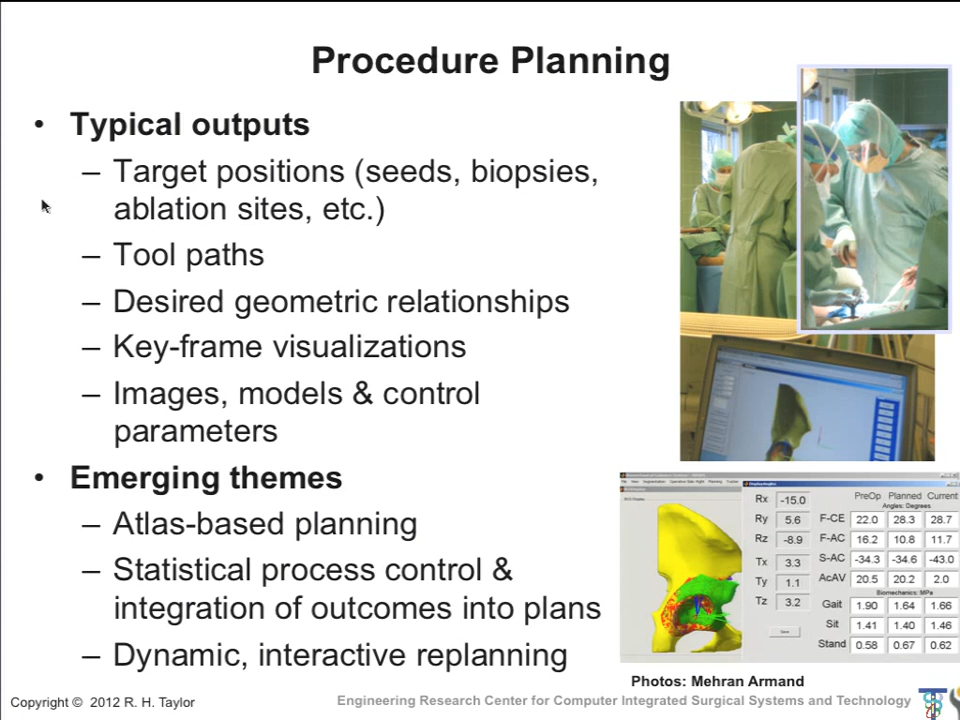 Procedure Planning
• Typical outputs
– Target positions (seeds, biopsies,
ablation sites, etc.)
– Tool paths
– Desired geometric relationships
– Key-frame visualizations
– Images, models & control
parameters
• Emerging themes
– Atlas-based planning
– Statistical process control &
integration of outcomes into plans
– Dynamic, interactive replanning
Rx -15.0
Ry 5.6
Rz -8.9
Tx 3.3
Ty 1.1
Tz 3.2
PreOp Planned Current
Angles: Degrees
F-CE 22.0 28.3 28.7
F-AC 16.2 10.8 11.7
S-AC -34.3 -34.6 -43.0
AcAV 20.5 20.2 2.0
Biomechanics: MPa
Gait 1.90 1.64 1.66
Sit 1.41 1.40 1.46
Stand 0.58 0.67 0.62
Photos: Mehran Armand
Copyright © 2012 R. H. Taylor
Engineering Research Center for Computer Integrated Surgical Systems and Technology